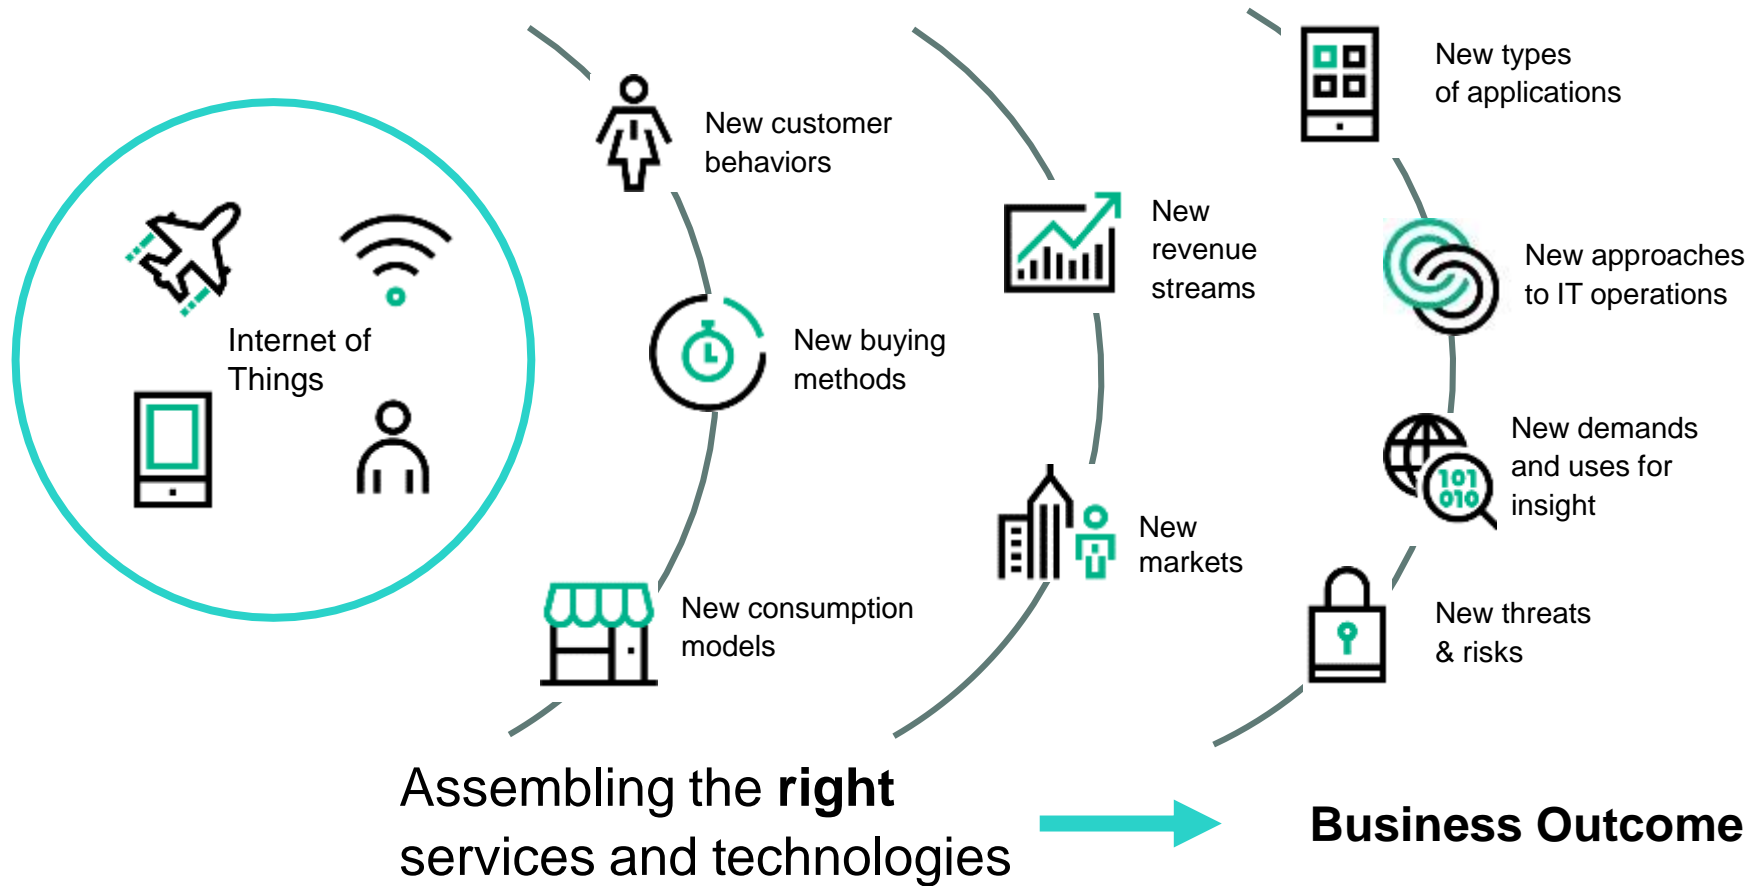 Internet of
Things
New customer
behaviors
New buying
methods
New consumption
models
New
revenue
streams
New
markets
New types
of applications
New approaches
to IT operations
New demands
and uses for
insight
101
010
New threats
& risks
Assembling the right
services and technologies
Business Outcome